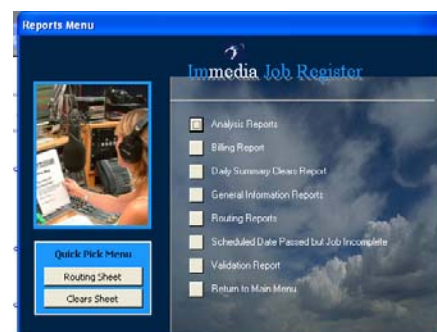 Reports Menu
Immedia Job Register
Analysis Reports
Billing Report
Daily Summary Clears Report
General Information Reports
Routing Reports
Scheduled Date Passed but Job Incomplete
Validation Report
Return to Main Menu
Quick Pick Menu
Routing Sheet
Clears Sheet